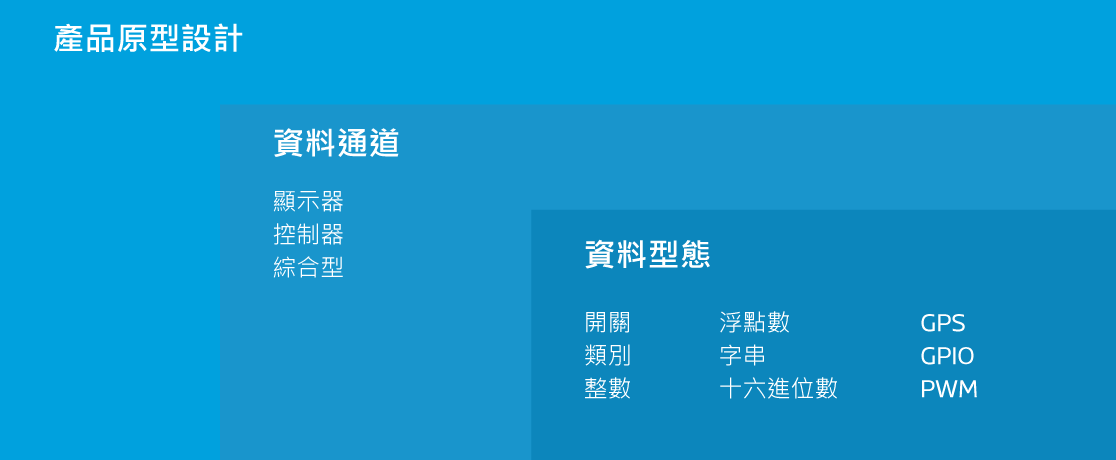 產品原型設計
資料通道
顯示器
控制器
綜合型
資料型態
開關 浮點數 GPS
類別 字串 GPIO
整數 十六進位數 PWM